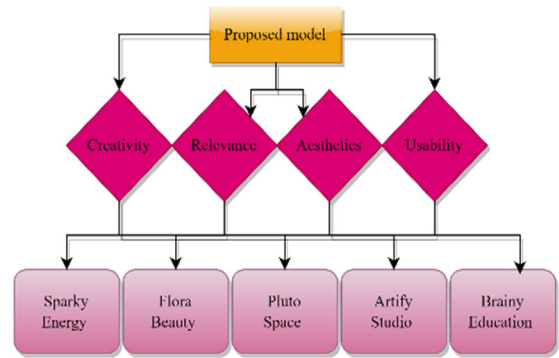 Proposed model
Creativity
Relevance
Aesthetics
Usability
Sparky
Energy
Flora
Beauty
Pluto
Space
Artify
Studio
Brainy
Education